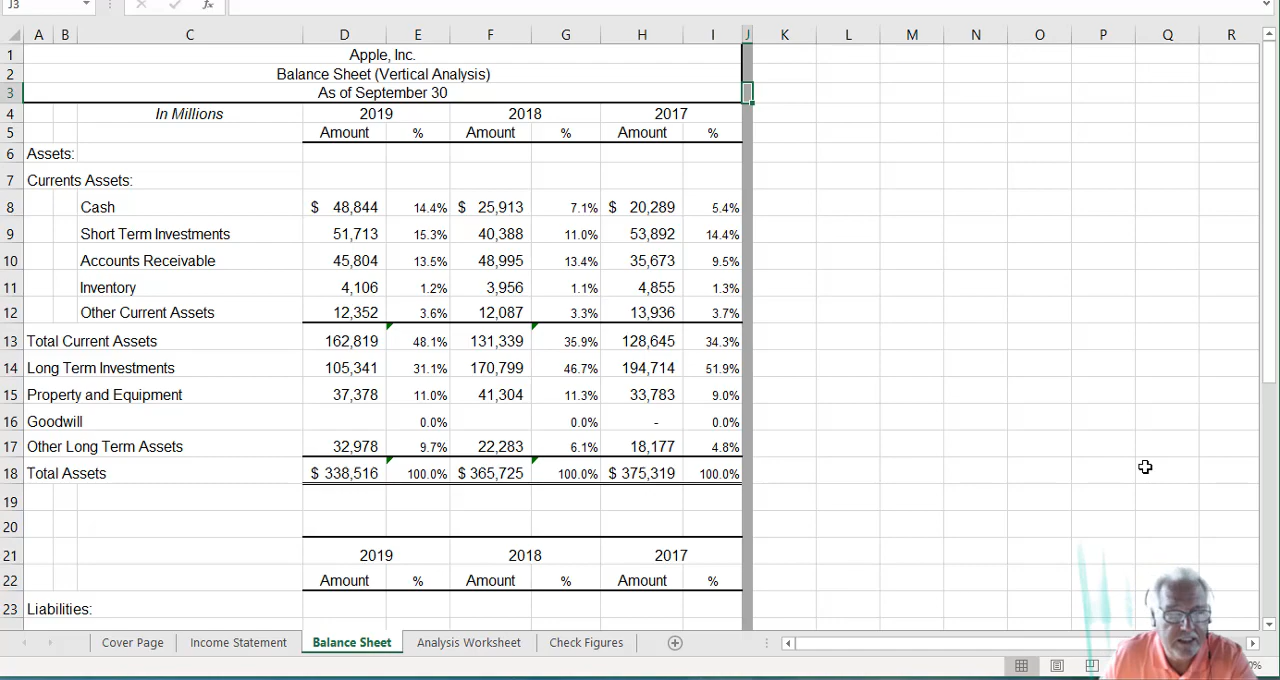 J3 fx
A B C D E F G H I J K L M N O P Q R
1 Apple, Inc.
2 Balance Sheet (Vertical Analysis)
3 As of September 30
4 In Millions 2019 2018 2017
5 Amount % Amount % Amount %
6 Assets:
7 Currents Assets:
8 Cash $ 48,844 14.4% $ 25,913 7.1% $ 20,289 5.4%
9 Short Term Investments 51,713 15.3% 40,388 11.0% 53,892 14.4%
10 Accounts Receivable 45,804 13.5% 48,995 13.4% 35,673 9.5%
11 Inventory 4,106 1.2% 3,956 1.1% 4,855 1.3%
12 Other Current Assets 12,352 3.6% 12,087 3.3% 13,936 3.7%
13 Total Current Assets 162,819 48.1% 131,339 35.9% 128,645 34.3%
14 Long Term Investments 105,341 31.1% 170,799 46.7% 194,714 51.9%
15 Property and Equipment 37,378 11.0% 41,304 11.3% 33,783 9.0%
16 Goodwill 0.0% 0.0% - 0.0%
17 Other Long Term Assets 32,978 9.7% 22,283 6.1% 18,177 4.8%
18 Total Assets $ 338,516 100.0% $ 365,725 100.0% $ 375,319 100.0%
19
20
21 2019 2018 2017
22 Amount % Amount % Amount %
23 Liabilities:
Cover Page Income Statement Balance Sheet Analysis Worksheet Check Figures